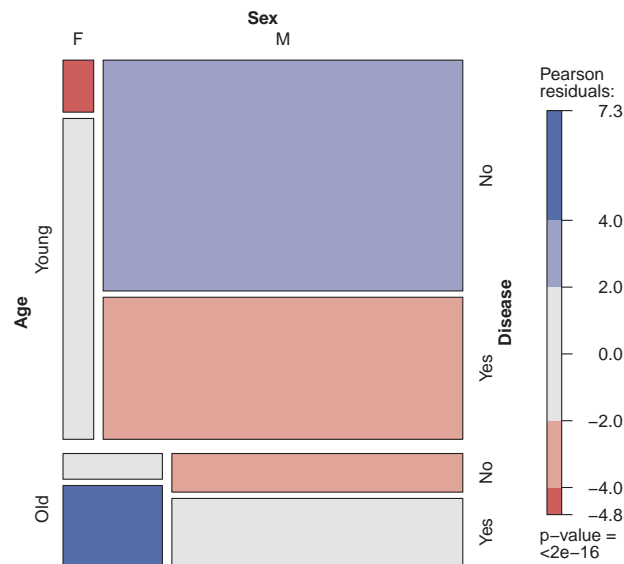 Sex
F M
Pearson
residuals:
7.3
4.0
2.0
0.0
−2.0
−4.0
−4.8
p−value =
<2e−16
Age
Young
Old
Disease
No
Yes
No
Yes